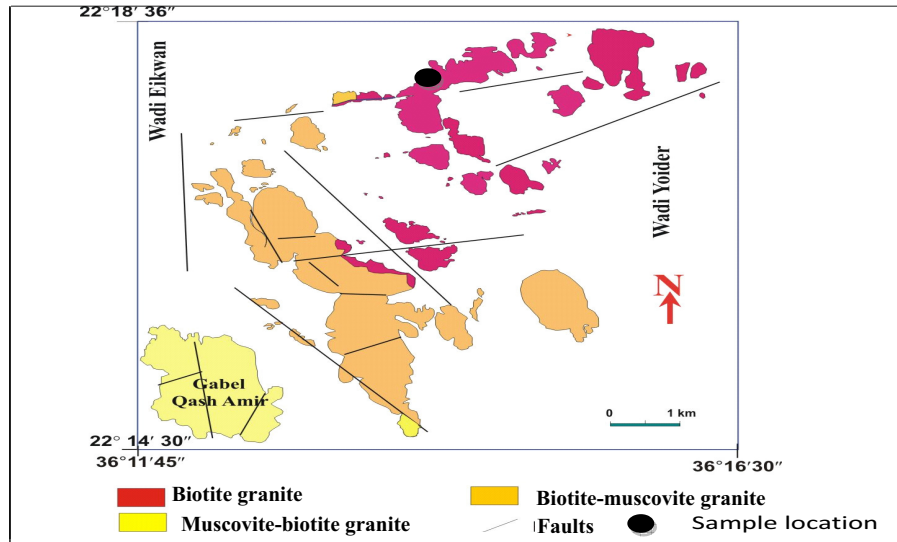 22° 18′ 36″
Wadi Eikwan
Wadi Yoider
N
Gabel
Qash Amir
0 1 km
22° 14′ 30″
36°11′45″
36°16′30″
Biotite granite
Biotite-muscovite granite
Muscovite-biotite granite
Faults
Sample location